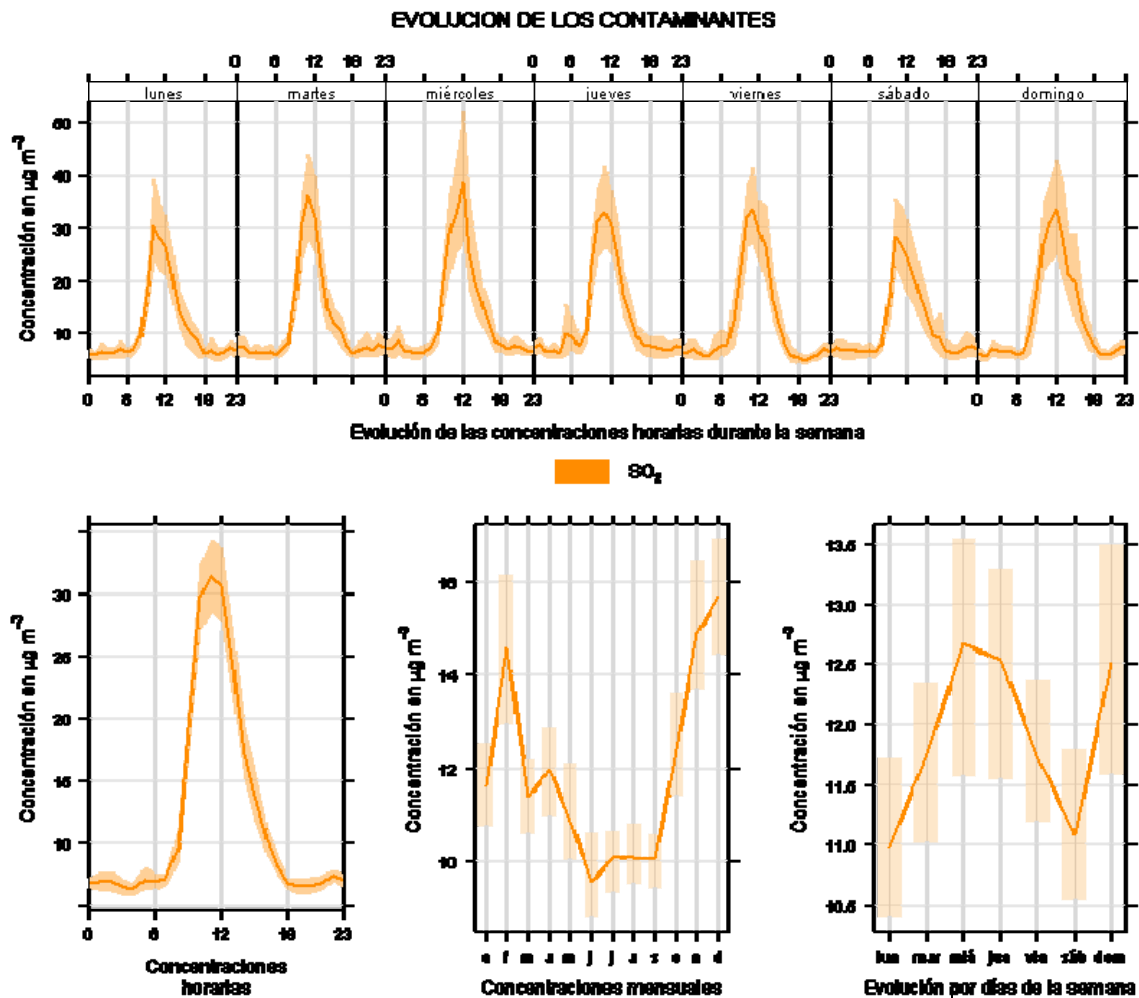 EVOLUCION DE LOS CONTAMINANTES
0 6 12 18 23 0 6 12 18 23 0 6 12 18 23
lunes martes miércoles jueves viernes sábado domingo
Concentración en µg m⁻³
50
40
30
20
10
0 6 12 18 23 0 6 12 18 23 0 6 12 18 23 0 6 12 18 23
Evolución de las concentraciones horarias durante la semana
SO₂
Concentración en µg m⁻³
30
25
20
15
10
0 6 12 18 23
Concentraciones
horarias
Concentración en µg m⁻³
16
14
12
10
e f m a m j j a s o n d
Concentraciones mensuales
Concentración en µg m⁻³
13.5
13.0
12.5
12.0
11.5
11.0
10.5
lun mar mié jue vie sáb dom
Evolución por días de la semana